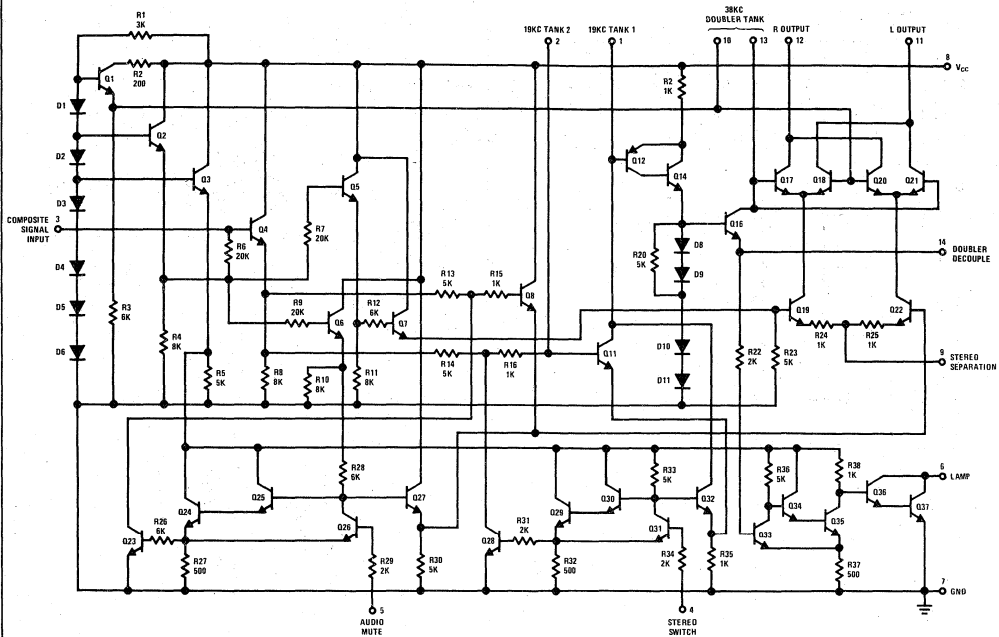 38KC
19KC TANK 2 19KC TANK 1 DOUBLER TANK R OUTPUT L OUTPUT
2 1 10 13 12 11
R1
3K
8
VCC
R2
200
Q1
R2
1K
D1
Q2
D2
Q3
D3
Q5
Q12
Q14
Q17 Q18 Q20 Q21
COMPOSITE
SIGNAL
INPUT
3
Q4
R6
20K
R7
20K
Q16
D8
R20
5K
D9
14
DOUBLER
DECOUPLE
D4
D5
D6
R3
6K
R4
8K
R5
5K
R9
20K
Q6
R12
6K
Q7
R13
5K
R15
1K
Q8
Q19
Q22
R24
1K
R25
1K
R14
5K
R16
1K
Q11
D10
D11
R22
2K
R23
5K
9
STEREO
SEPARATION
R8
8K
R10
8K
R11
8K
R28
6K
R33
5K
R36
5K
R38
1K
6
LAMP
Q24
Q25
Q27
Q29
Q30
Q32
Q34
Q36
Q37
Q23
R26
6K
Q26
Q28
R31
2K
Q31
Q33
Q35
R27
500
R29
2K
R30
5K
R32
500
R34
2K
R35
1K
R37
500
7
GND
5
AUDIO
MUTE
4
STEREO
SWITCH